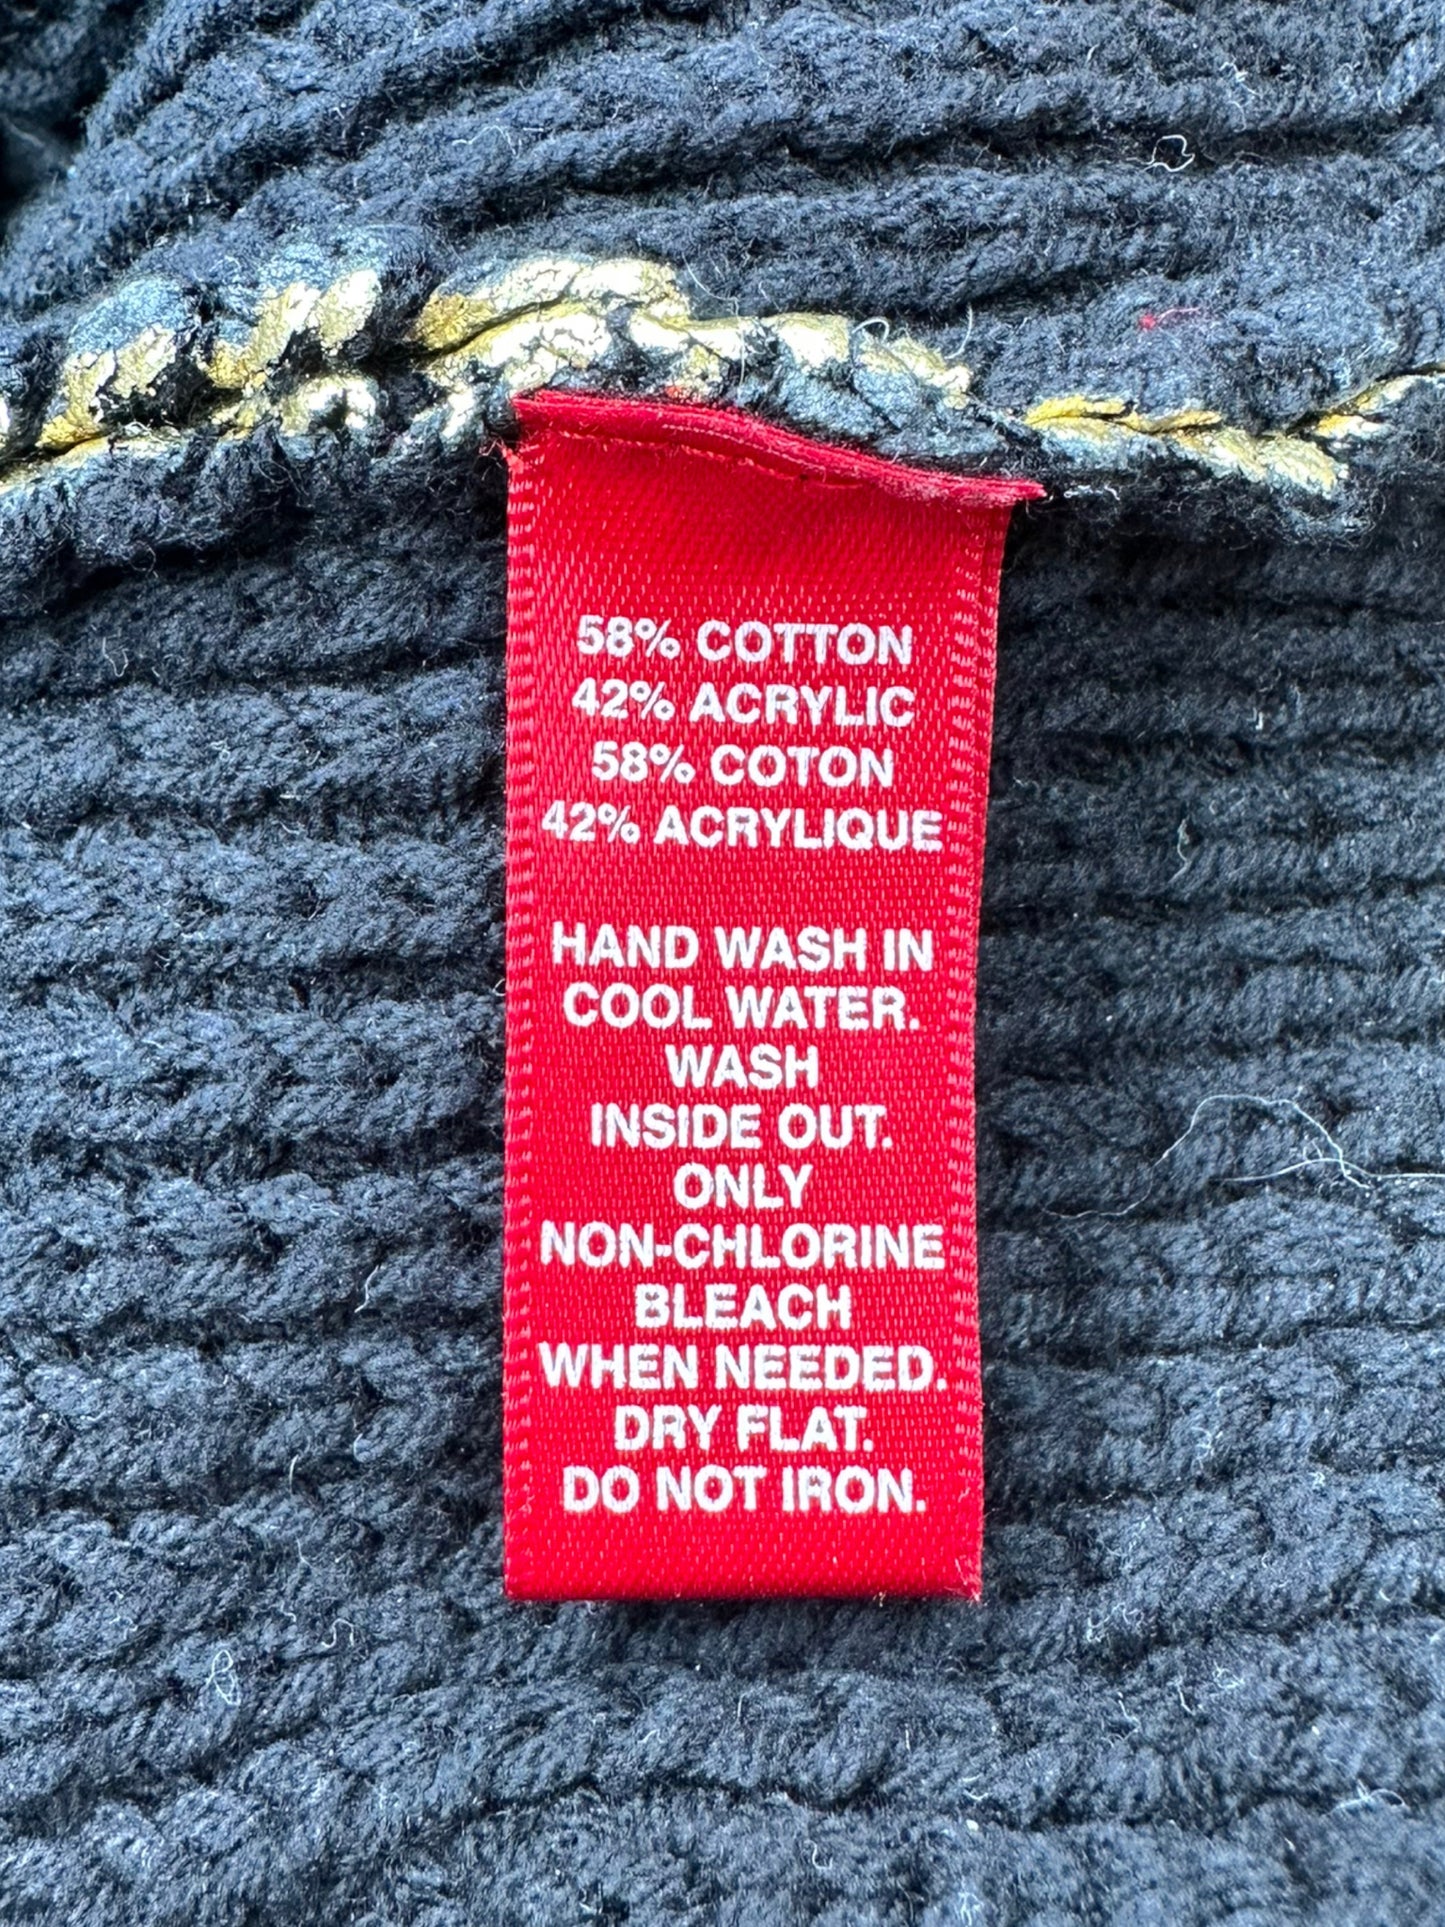 58% COTTON
42% ACRYLIC
58% COTON
42% ACRYLIQUE
HAND WASH IN
COOL WATER.
WASH
INSIDE OUT.
ONLY
NON-CHLORINE
BLEACH
WHEN NEEDED.
DRY FLAT.
DO NOT IRON.